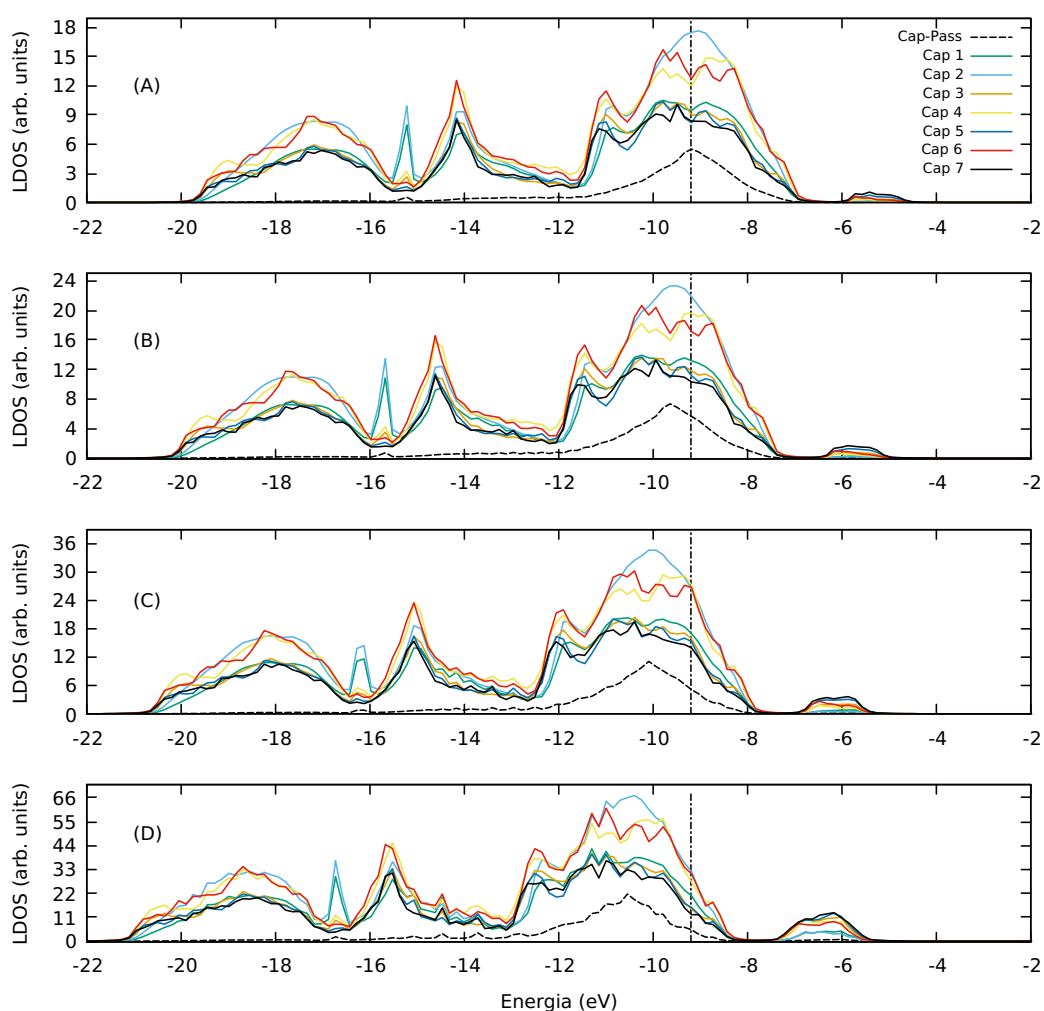 LDOS (arb. units)
18
15
12
9
6
3
0
(A)
Cap-Pass
Cap 1
Cap 2
Cap 3
Cap 4
Cap 5
Cap 6
Cap 7
-22 -20 -18 -16 -14 -12 -10 -8 -6 -4 -2
LDOS (arb. units)
24
20
16
12
8
4
0
(B)
-22 -20 -18 -16 -14 -12 -10 -8 -6 -4 -2
LDOS (arb. units)
36
30
24
18
12
6
0
(C)
-22 -20 -18 -16 -14 -12 -10 -8 -6 -4 -2
LDOS (arb. units)
66
55
44
33
22
11
0
(D)
-22 -20 -18 -16 -14 -12 -10 -8 -6 -4 -2
Energia (eV)